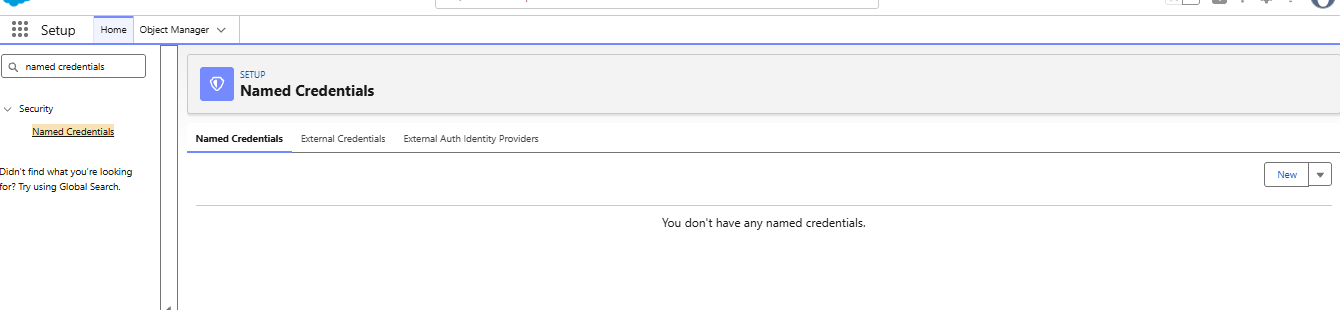 Setup
Home
Object Manager
named credentials
Security
Named Credentials
Didn't find what you're looking
for? Try using Global Search.
SETUP
Named Credentials
Named Credentials
External Credentials
External Auth Identity Providers
New
You don't have any named credentials.